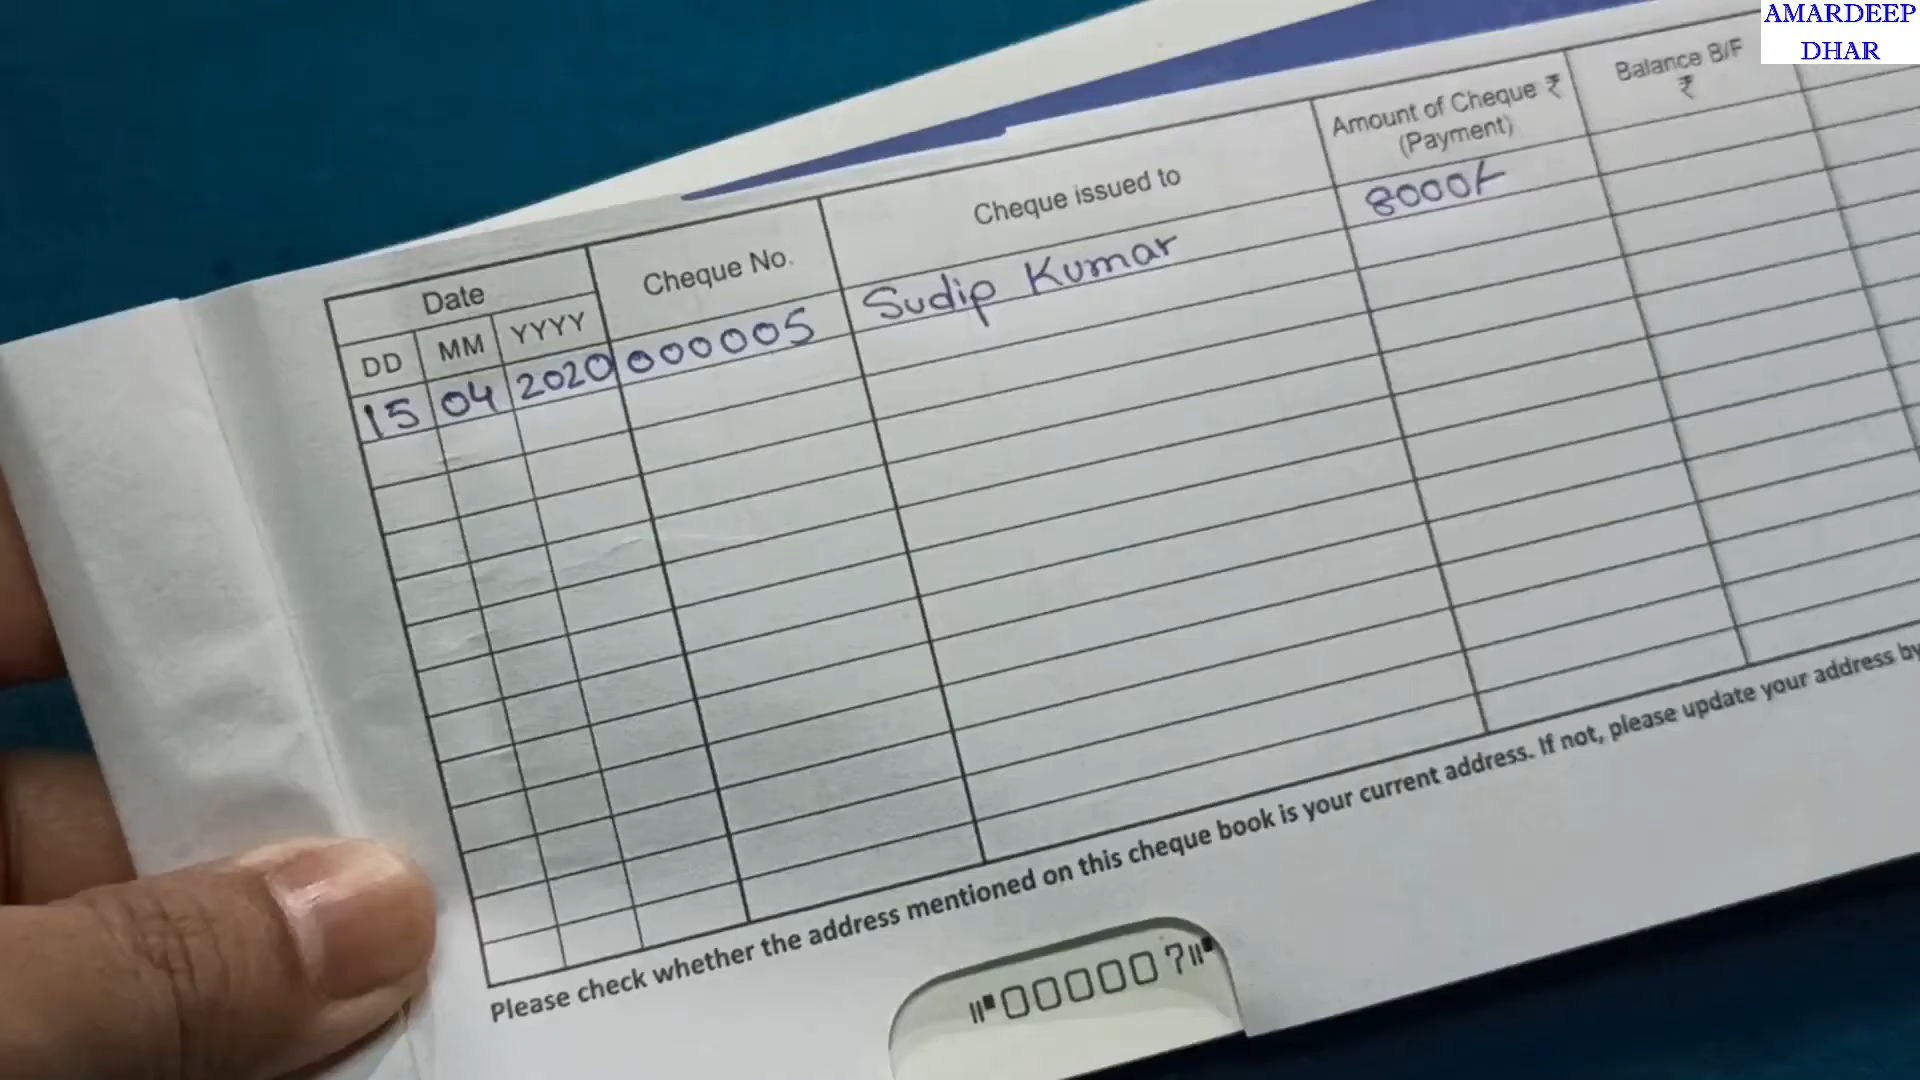 AMARDEEP
DHAR
Date
Cheque No.
Cheque issued to
Amount of Cheque ₹
(Payment)
Balance B/F
₹
DD MM YYYY
15 04 2020 000005 Sudip Kumar 8000/-
Please check whether the address mentioned on this cheque book is your current address. If not, please update your address by
⑈000007⑈